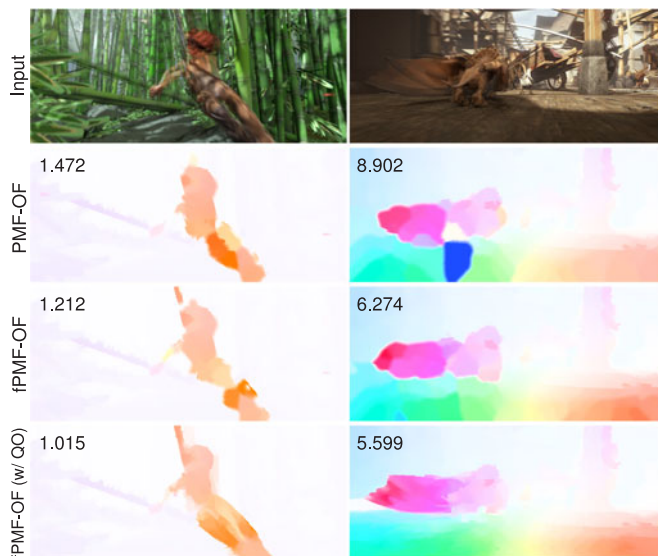 Input
PMF-OF
1.472
8.902
fPMF-OF
1.212
6.274
fPMF-OF (w/ QO)
1.015
5.599